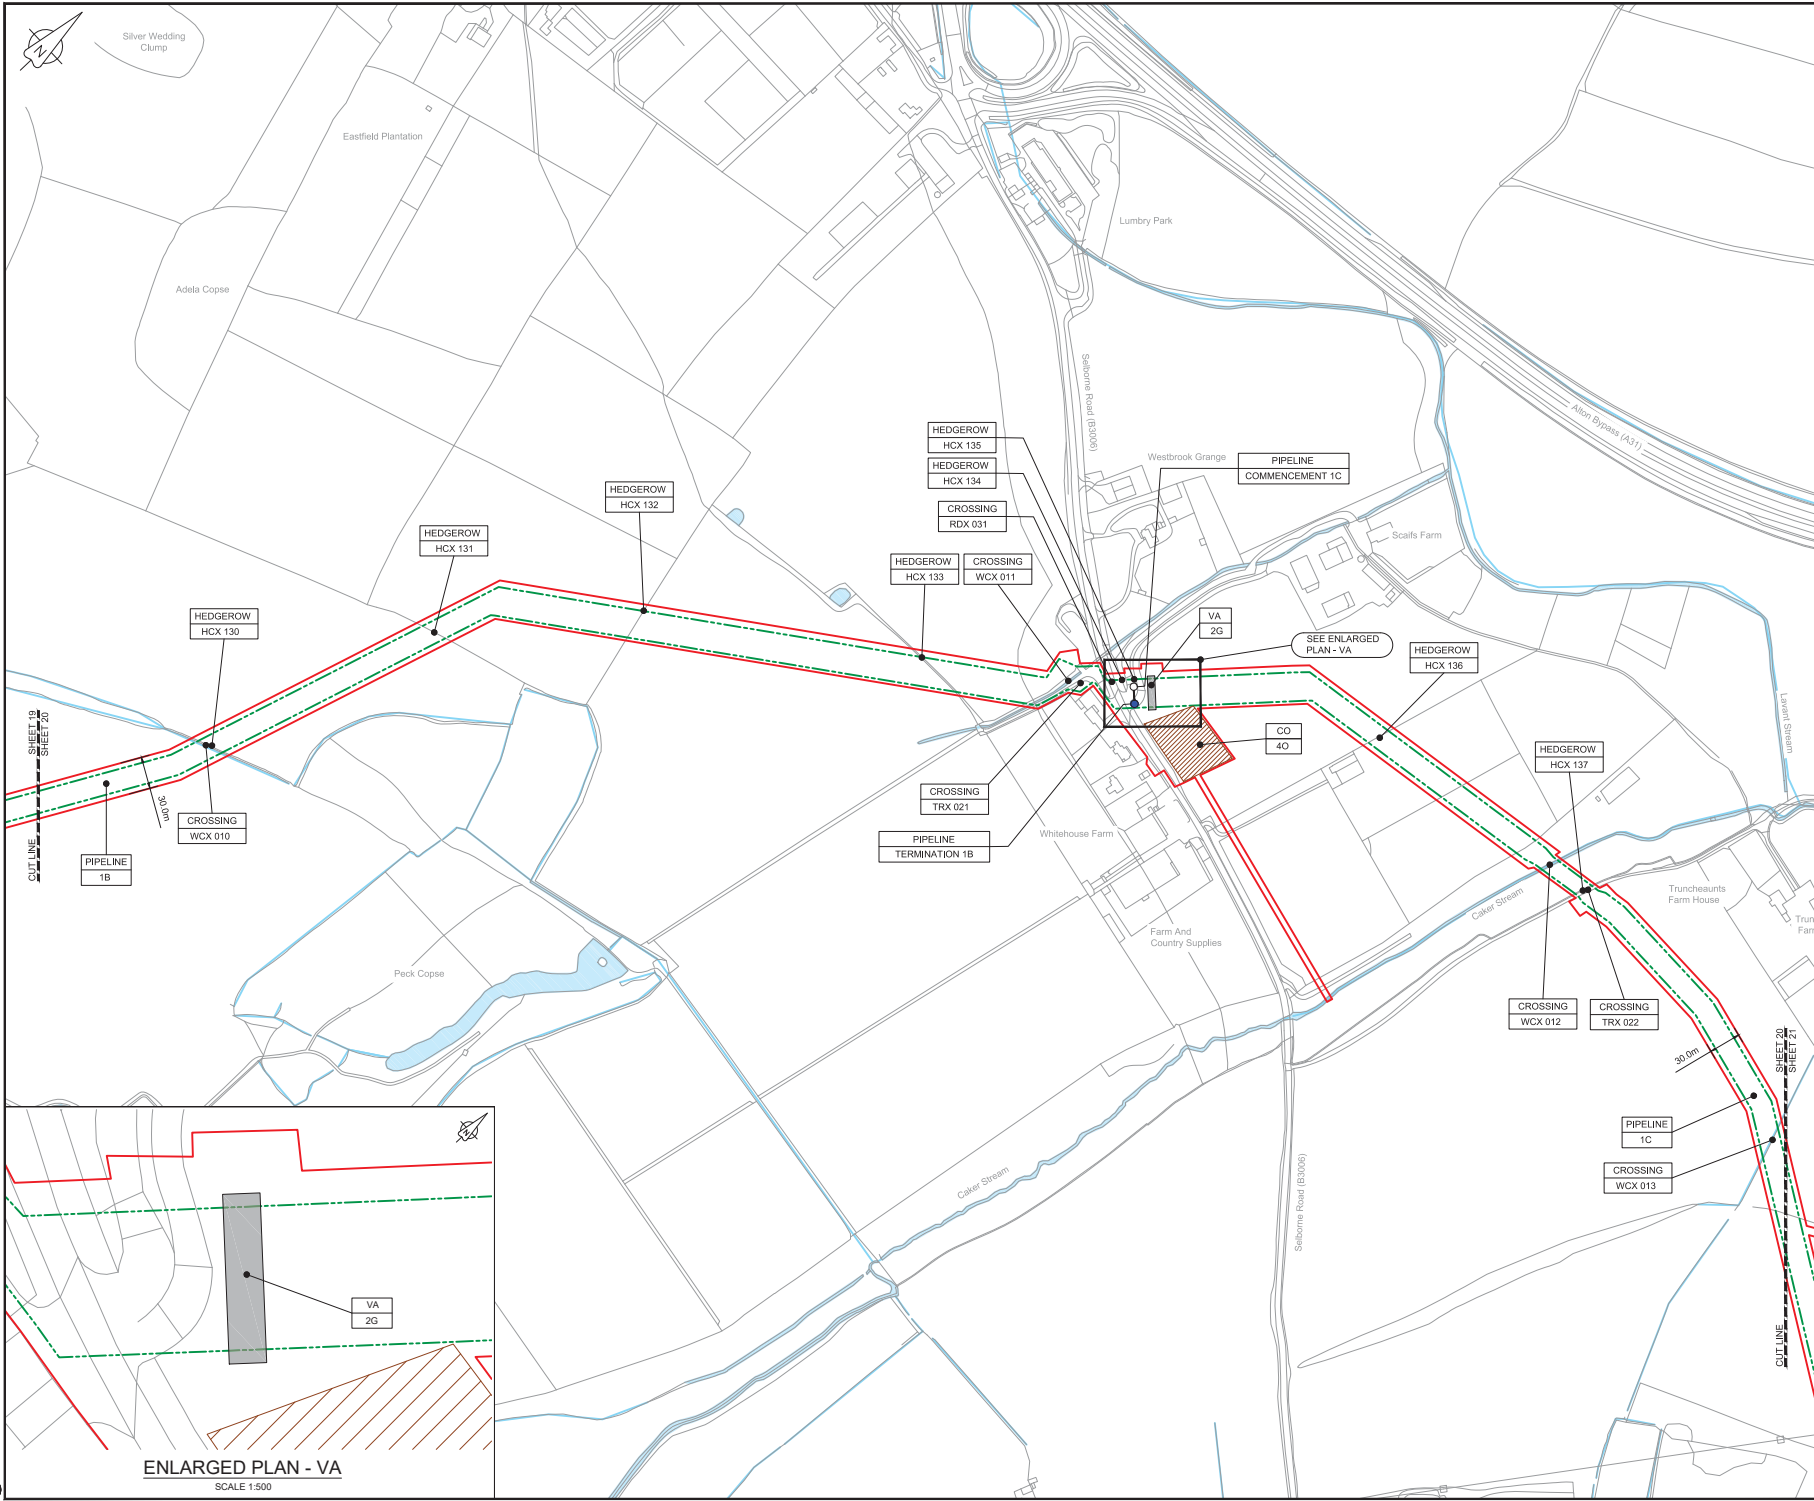 N
Silver Wedding
Clump
Eastfield Plantation
Adela Copse
Lumbry Park
Selborne Road (B3006)
Alton Bypass (A31)
Westbrook Grange
Scaifs Farm
HEDGEROW
HCX 135
HEDGEROW
HCX 134
CROSSING
RDX 031
PIPELINE
COMMENCEMENT 1C
HEDGEROW
HCX 132
HEDGEROW
HCX 131
HEDGEROW
HCX 133
CROSSING
WCX 011
HEDGEROW
HCX 130
VA
2G
SEE ENLARGED
PLAN - VA
HEDGEROW
HCX 136
Lavant Stream
SHEET 19
SHEET 20
CUT LINE
30.0m
CO
4O
HEDGEROW
HCX 137
CROSSING
TRX 021
CROSSING
WCX 010
PIPELINE
1B
PIPELINE
TERMINATION 1B
Whitehouse Farm
Truncheaunts
Farm House
Trun
Farm
Caker Stream
Farm And
Country Supplies
Peck Copse
CROSSING
WCX 012
CROSSING
TRX 022
30.0m
SHEET 20
SHEET 21
CUT LINE
PIPELINE
1C
CROSSING
WCX 013
Caker Stream
Selborne Road (B3006)
N
VA
2G
ENLARGED PLAN - VA
SCALE 1:500